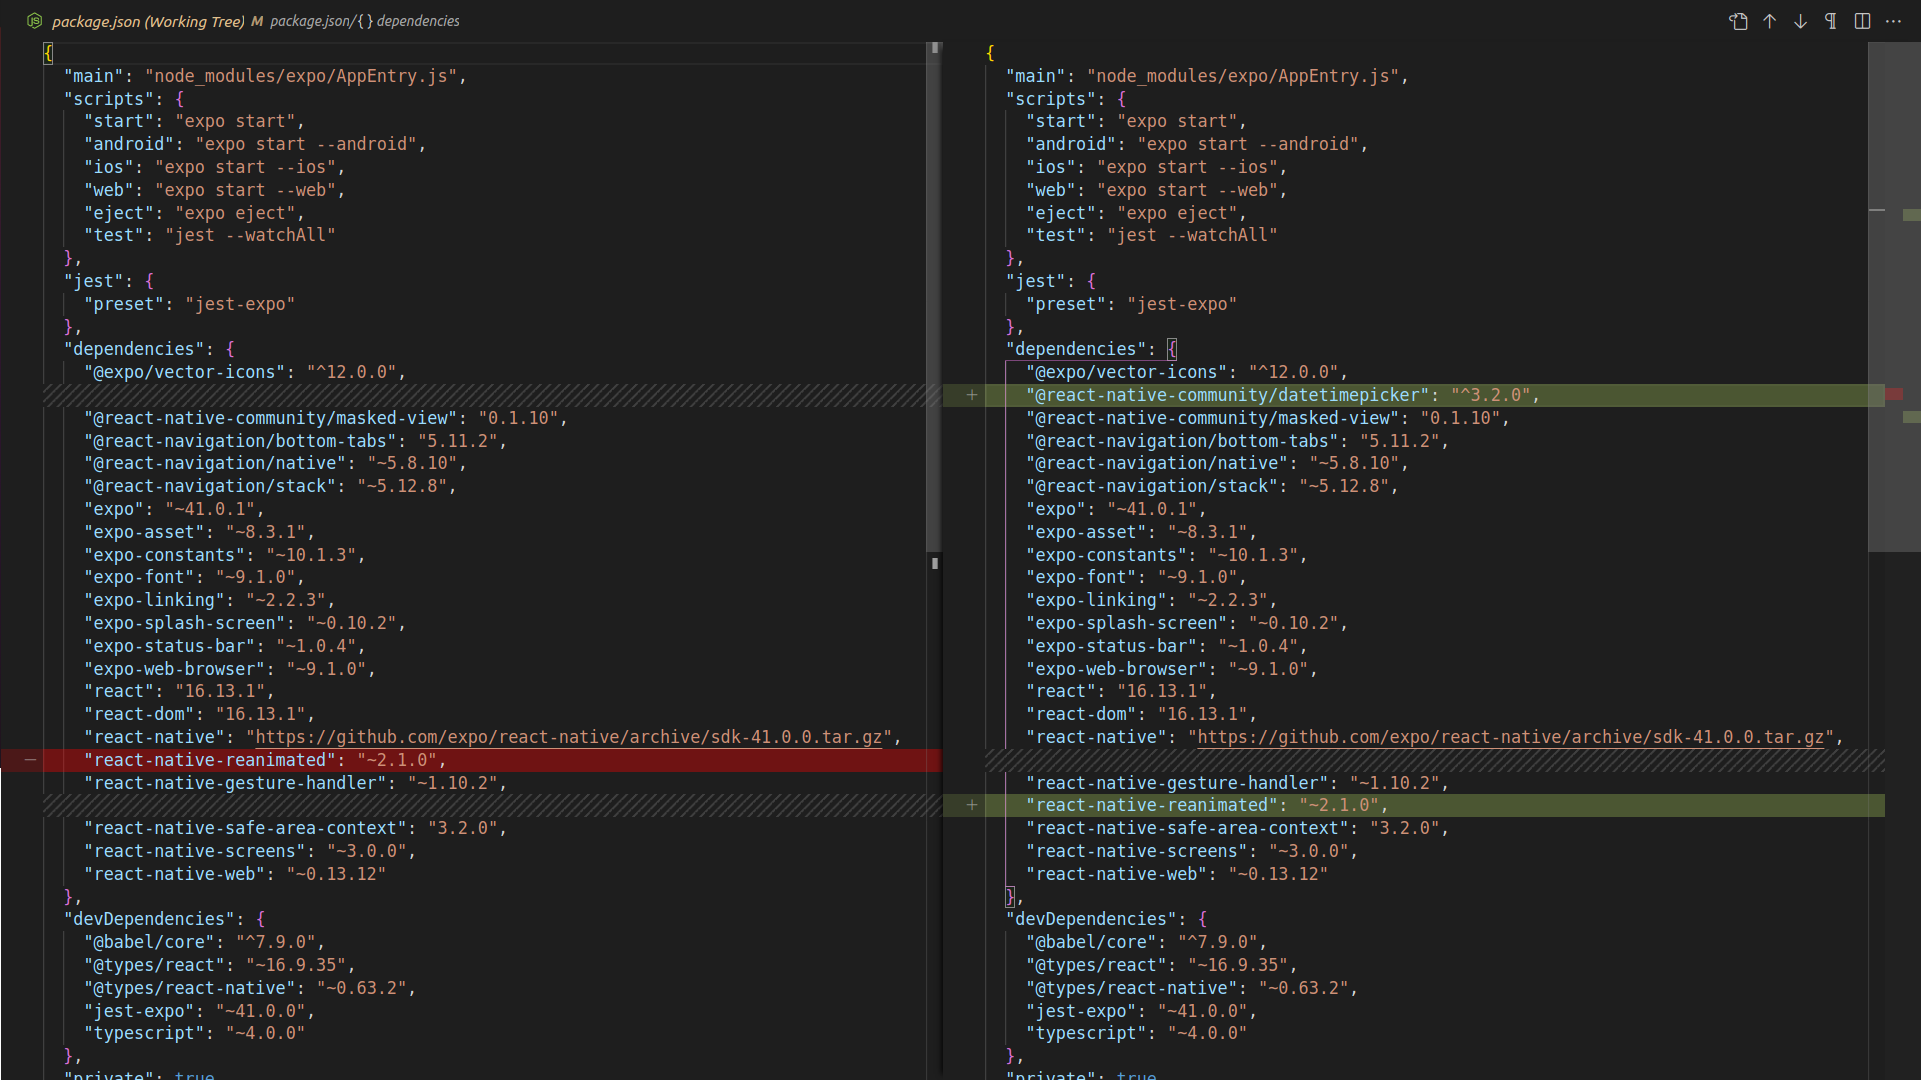 package.json (Working Tree) M package.json/{ } dependencies
{
"main": "node_modules/expo/AppEntry.js",
"scripts": {
"start": "expo start",
"android": "expo start --android",
"ios": "expo start --ios",
"web": "expo start --web",
"eject": "expo eject",
"test": "jest --watchAll"
},
"jest": {
"preset": "jest-expo"
},
"dependencies": {
"@expo/vector-icons": "^12.0.0",
"@react-native-community/masked-view": "0.1.10",
"@react-navigation/bottom-tabs": "5.11.2",
"@react-navigation/native": "~5.8.10",
"@react-navigation/stack": "~5.12.8",
"expo": "~41.0.1",
"expo-asset": "~8.3.1",
"expo-constants": "~10.1.3",
"expo-font": "~9.1.0",
"expo-linking": "~2.2.3",
"expo-splash-screen": "~0.10.2",
"expo-status-bar": "~1.0.4",
"expo-web-browser": "~9.1.0",
"react": "16.13.1",
"react-dom": "16.13.1",
"react-native": "https://github.com/expo/react-native/archive/sdk-41.0.0.tar.gz",
— "react-native-reanimated": "~2.1.0",
"react-native-gesture-handler": "~1.10.2",
"react-native-safe-area-context": "3.2.0",
"react-native-screens": "~3.0.0",
"react-native-web": "~0.13.12"
},
"devDependencies": {
"@babel/core": "^7.9.0",
"@types/react": "~16.9.35",
"@types/react-native": "~0.63.2",
"jest-expo": "~41.0.0",
"typescript": "~4.0.0"
},
"private": true
{
"main": "node_modules/expo/AppEntry.js",
"scripts": {
"start": "expo start",
"android": "expo start --android",
"ios": "expo start --ios",
"web": "expo start --web",
"eject": "expo eject",
"test": "jest --watchAll"
},
"jest": {
"preset": "jest-expo"
},
"dependencies": {
"@expo/vector-icons": "^12.0.0",
+ "@react-native-community/datetimepicker": "^3.2.0",
"@react-native-community/masked-view": "0.1.10",
"@react-navigation/bottom-tabs": "5.11.2",
"@react-navigation/native": "~5.8.10",
"@react-navigation/stack": "~5.12.8",
"expo": "~41.0.1",
"expo-asset": "~8.3.1",
"expo-constants": "~10.1.3",
"expo-font": "~9.1.0",
"expo-linking": "~2.2.3",
"expo-splash-screen": "~0.10.2",
"expo-status-bar": "~1.0.4",
"expo-web-browser": "~9.1.0",
"react": "16.13.1",
"react-dom": "16.13.1",
"react-native": "https://github.com/expo/react-native/archive/sdk-41.0.0.tar.gz",
"react-native-gesture-handler": "~1.10.2",
+ "react-native-reanimated": "~2.1.0",
"react-native-safe-area-context": "3.2.0",
"react-native-screens": "~3.0.0",
"react-native-web": "~0.13.12"
},
"devDependencies": {
"@babel/core": "^7.9.0",
"@types/react": "~16.9.35",
"@types/react-native": "~0.63.2",
"jest-expo": "~41.0.0",
"typescript": "~4.0.0"
},
"private": true